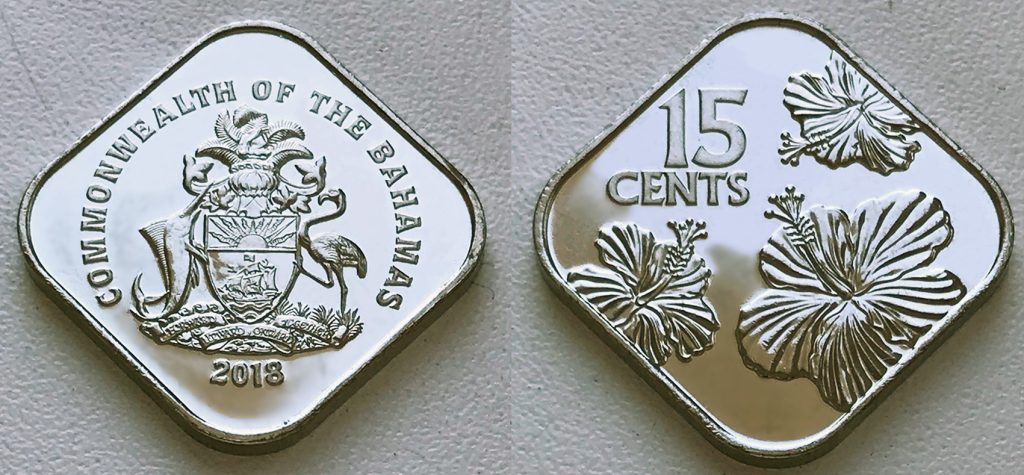 COMMONWEALTH OF THE BAHAMAS
2018
15
CENTS